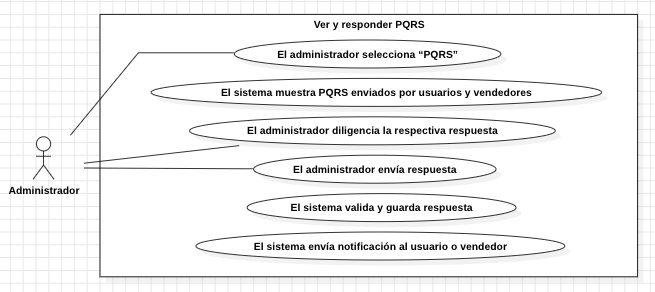 Ver y responder PQRS
El administrador selecciona “PQRS”
El sistema muestra PQRS enviados por usuarios y vendedores
El administrador diligencia la respectiva respuesta
El administrador envía respuesta
Administrador
El sistema valida y guarda respuesta
El sistema envía notificación al usuario o vendedor